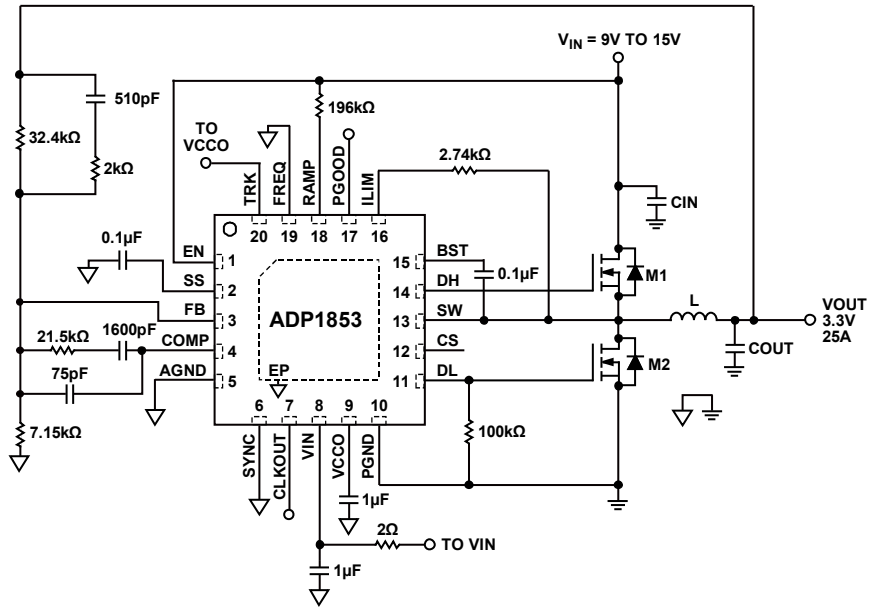 V_IN = 9V TO 15V
510pF
32.4kΩ
2kΩ
196kΩ
TO
VCCO
2.74kΩ
TRK
FREQ
RAMP
PGOOD
ILIM
20
19
18
17
16
CIN
0.1µF
EN
1
15
BST
0.1µF
M1
SS
2
14
DH
FB
3
ADP1853
13
SW
L
VOUT
3.3V
25A
21.5kΩ
1600pF
COMP
4
12
CS
COUT
M2
75pF
AGND
5
EP
11
DL
6
7
8
9
10
7.15kΩ
SYNC
CLKOUT
VIN
VCCO
PGND
100kΩ
1µF
2Ω
TO VIN
1µF